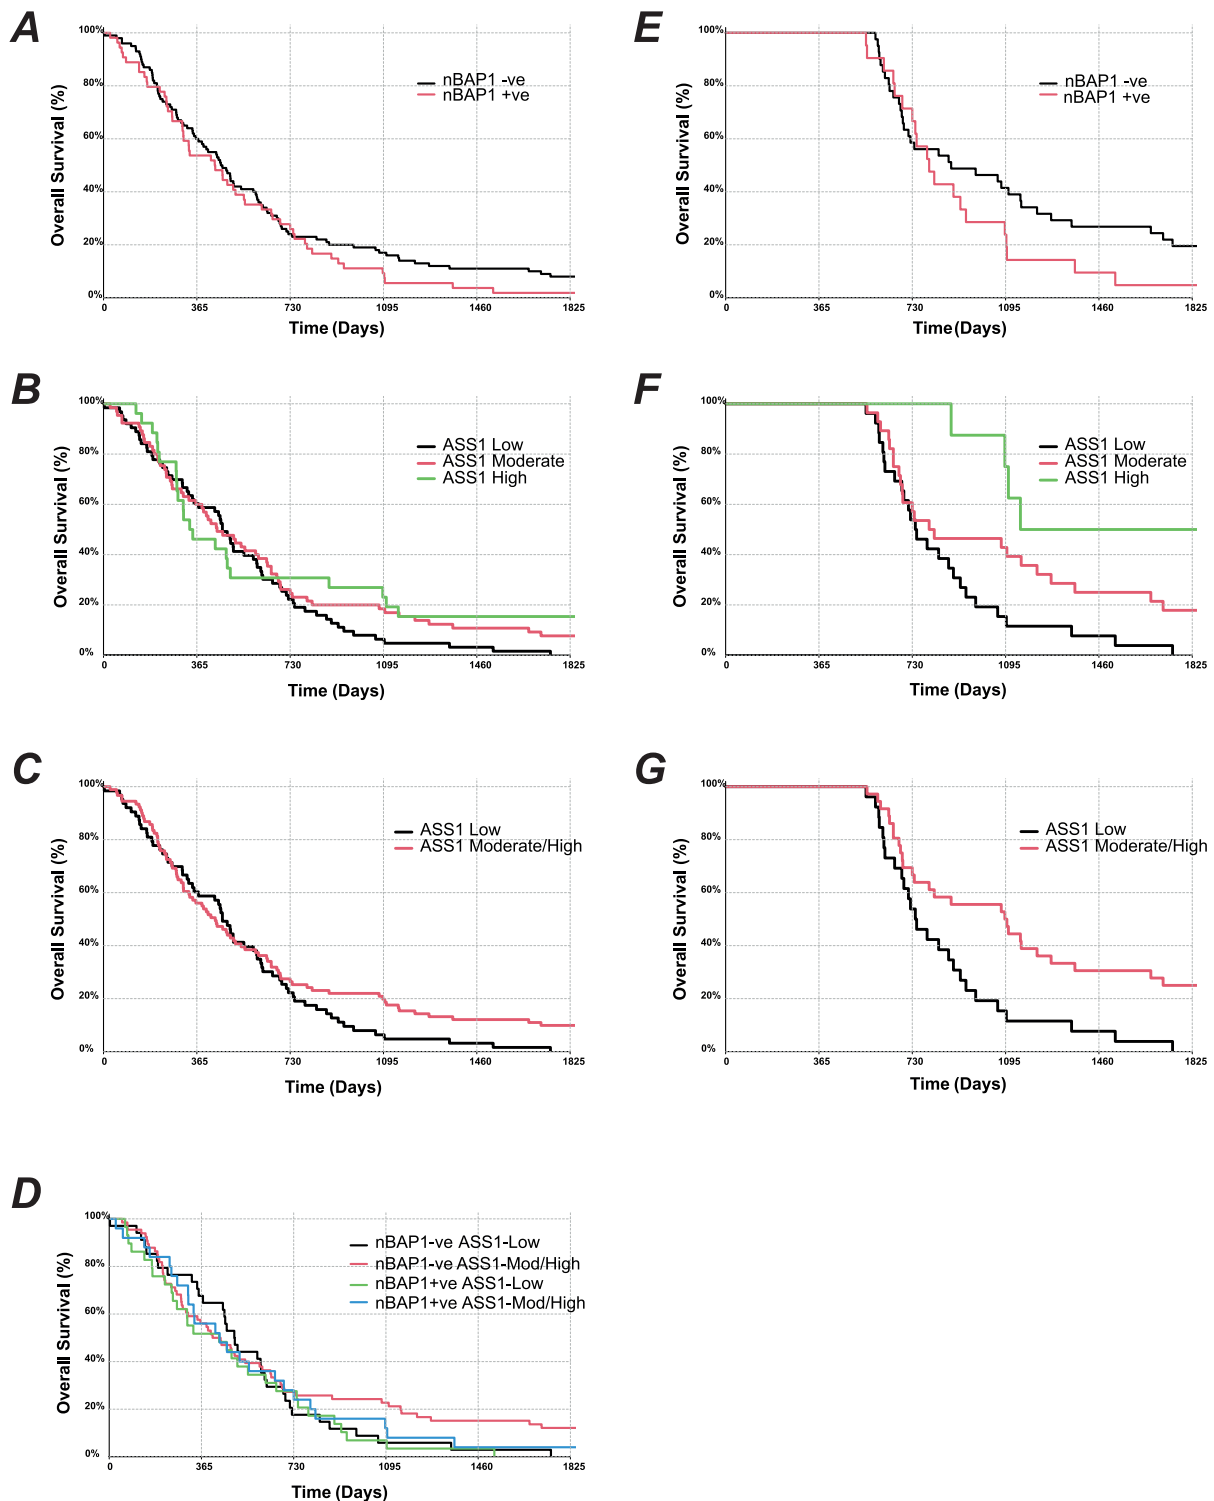 A
100%
80%
60%
40%
20%
0%
Overall Survival (%)
nBAP1 -ve
nBAP1 +ve
0 365 730 1095 1460 1825
Time (Days)
E
100%
80%
60%
40%
20%
0%
Overall Survival (%)
nBAP1 -ve
nBAP1 +ve
0 365 730 1095 1460 1825
Time (Days)
B
100%
80%
60%
40%
20%
0%
Overall Survival (%)
ASS1 Low
ASS1 Moderate
ASS1 High
0 365 730 1095 1460 1825
Time (Days)
F
100%
80%
60%
40%
20%
0%
Overall Survival (%)
ASS1 Low
ASS1 Moderate
ASS1 High
0 365 730 1095 1460 1825
Time (Days)
C
100%
80%
60%
40%
20%
0%
Overall Survival (%)
ASS1 Low
ASS1 Moderate/High
0 365 730 1095 1460 1825
Time (Days)
G
100%
80%
60%
40%
20%
0%
Overall Survival (%)
ASS1 Low
ASS1 Moderate/High
0 365 730 1095 1460 1825
Time (Days)
D
100%
80%
60%
40%
20%
0%
Overall Survival (%)
nBAP1-ve ASS1-Low
nBAP1-ve ASS1-Mod/High
nBAP1+ve ASS1-Low
nBAP1+ve ASS1-Mod/High
0 365 730 1095 1460 1825
Time (Days)